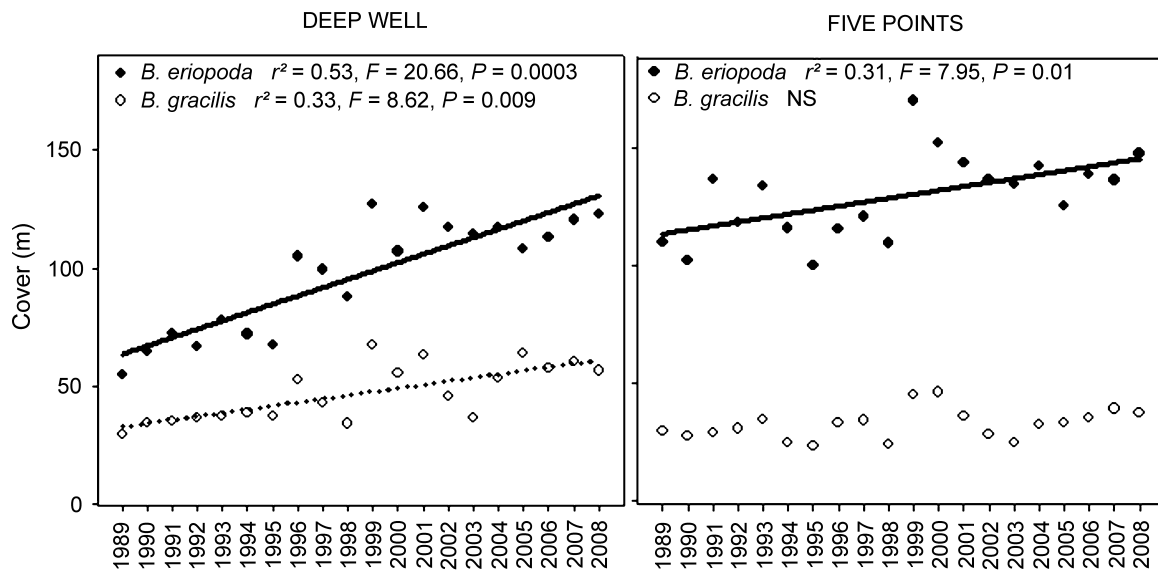 DEEP WELL
B. eriopoda r² = 0.53, F = 20.66, P = 0.0003
B. gracilis r² = 0.33, F = 8.62, P = 0.009
FIVE POINTS
B. eriopoda r² = 0.31, F = 7.95, P = 0.01
B. gracilis NS
Cover (m)
150
100
50
0
1989 1990 1991 1992 1993 1994 1995 1996 1997 1998 1999 2000 2001 2002 2003 2004 2005 2006 2007 2008
1989 1990 1991 1992 1993 1994 1995 1996 1997 1998 1999 2000 2001 2002 2003 2004 2005 2006 2007 2008